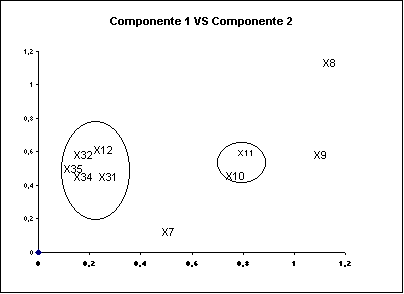 Componente 1 VS Componente 2
1,2
X8
1
0,8
X12
X11
X32
X9
X35
X34
X31
X10
0,4
0,6
0,2
X7
0
0
0,2
0,4
0,6
0,8
1
1,2